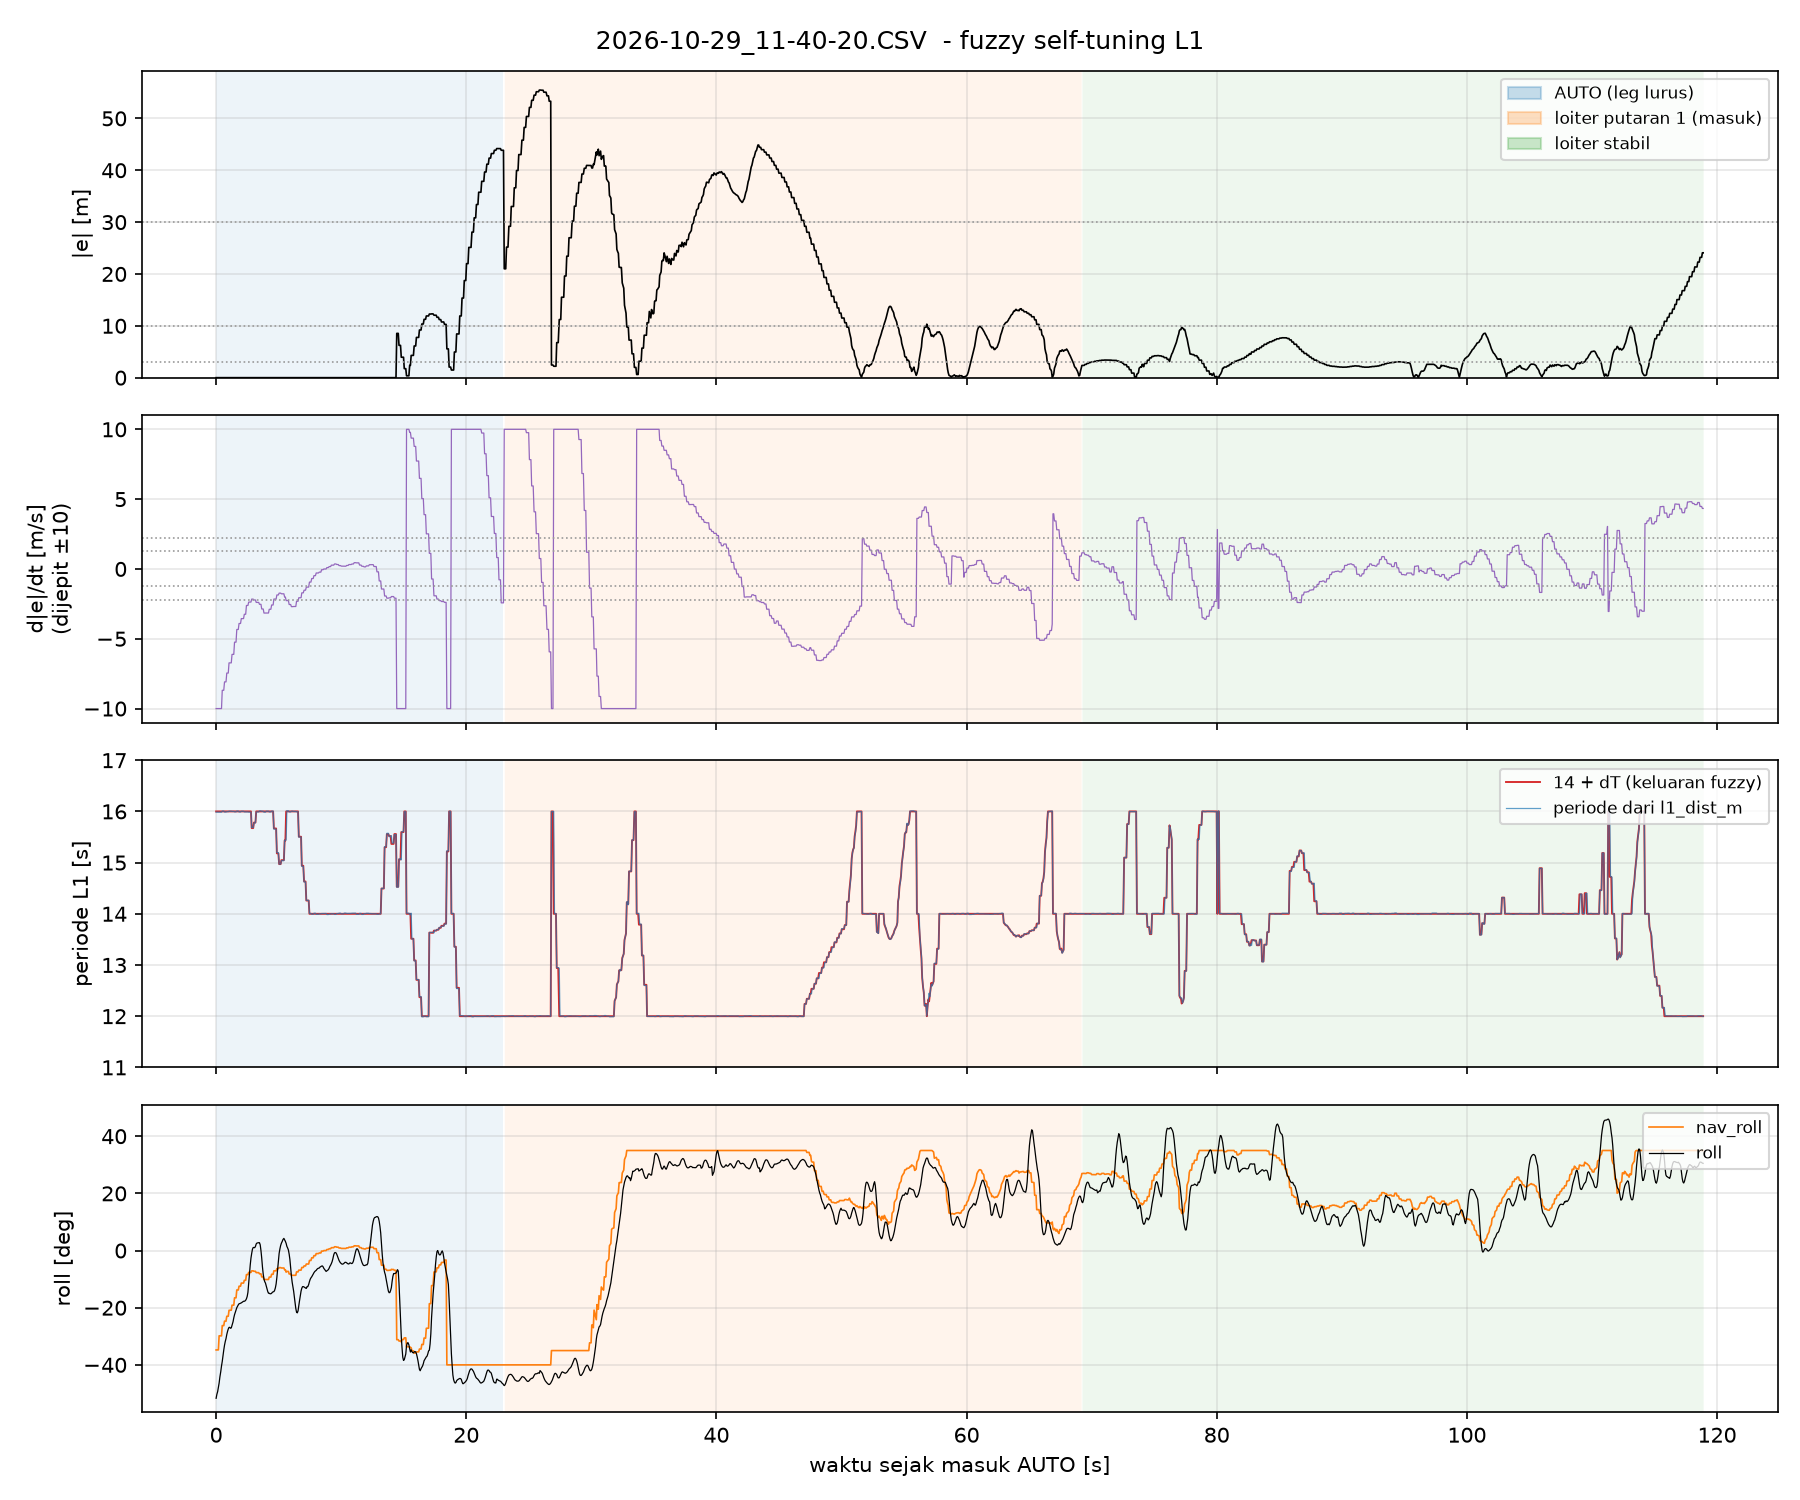 2026-10-29_11-40-20.CSV - fuzzy self-tuning L1
50
40
30
20
10
0
|e| [m]
AUTO (leg lurus)
loiter putaran 1 (masuk)
loiter stabil
10
5
0
−5
−10
d|e|/dt [m/s]
(dijepit ±10)
17
16
15
14
13
12
11
periode L1 [s]
14 + dT (keluaran fuzzy)
periode dari l1_dist_m
40
20
0
−20
−40
roll [deg]
nav_roll
roll
0
20
40
60
80
100
120
waktu sejak masuk AUTO [s]